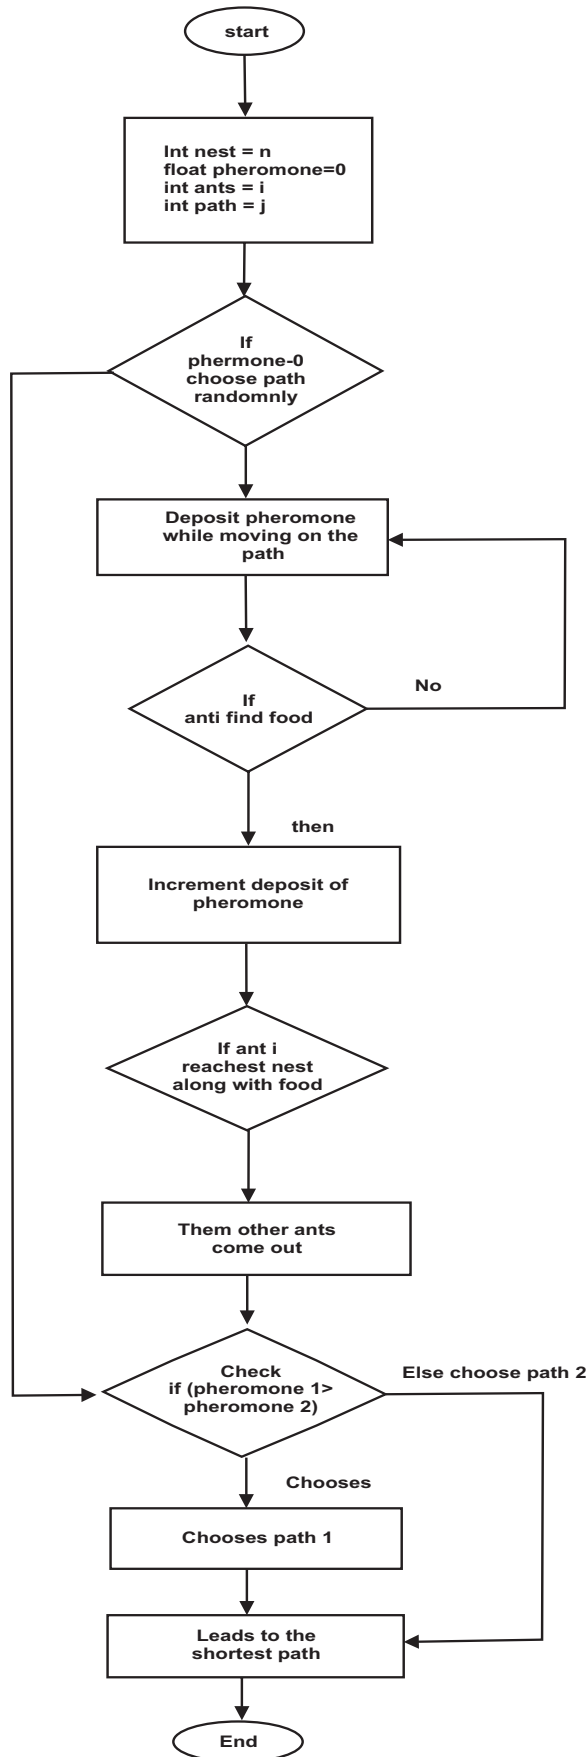 start
Int nest = n
float pheromone=0
int ants = i
int path = j
If
phermone-0
choose path
randomnly
Deposit pheromone
while moving on the
path
If
anti find food
No
then
Increment deposit of
pheromone
If ant i
reachest nest
along with food
Them other ants
come out
Check
if (pheromone 1>
pheromone 2)
Else choose path 2
Chooses
Chooses path 1
Leads to the
shortest path
End